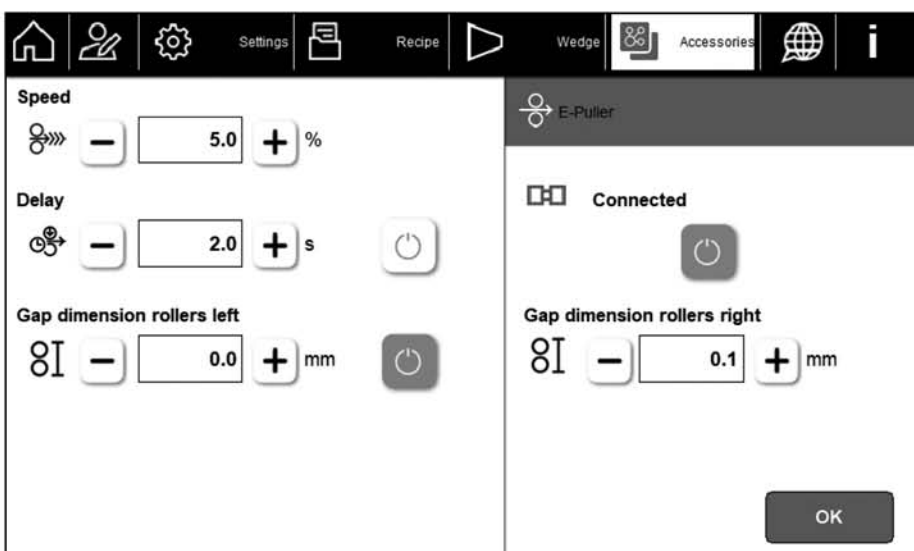 Settings
Recipe
Wedge
Accessories
i
Speed
5.0 %
Delay
2.0 s
Gap dimension rollers left
0.0 mm
E-Puller
Connected
Gap dimension rollers right
0.1 mm
OK